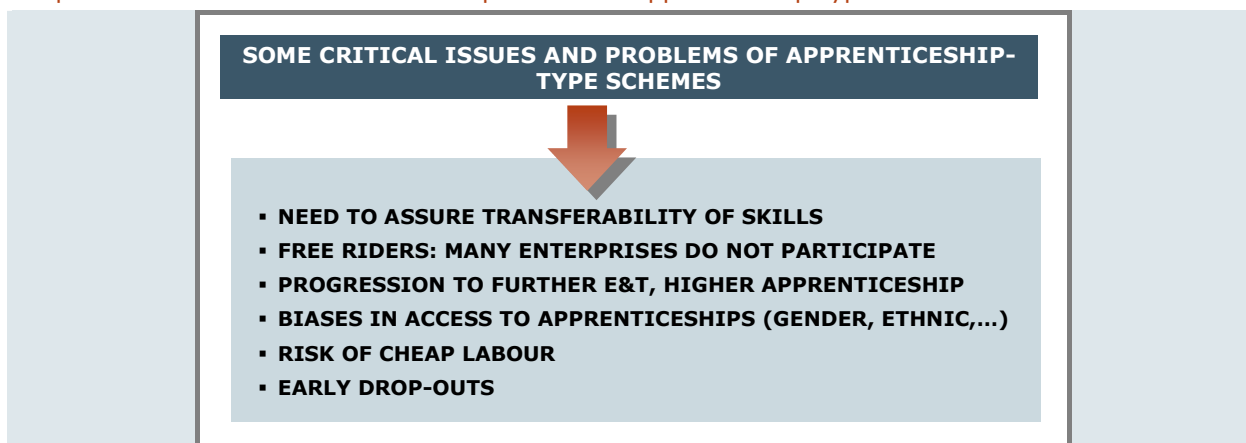 SOME CRITICAL ISSUES AND PROBLEMS OF APPRENTICESHIP-
TYPE SCHEMES
▪ NEED TO ASSURE TRANSFERABILITY OF SKILLS
▪ FREE RIDERS: MANY ENTERPRISES DO NOT PARTICIPATE
▪ PROGRESSION TO FURTHER E&T, HIGHER APPRENTICESHIP
▪ BIASES IN ACCESS TO APPRENTICESHIPS (GENDER, ETHNIC,...)
▪ RISK OF CHEAP LABOUR
▪ EARLY DROP-OUTS